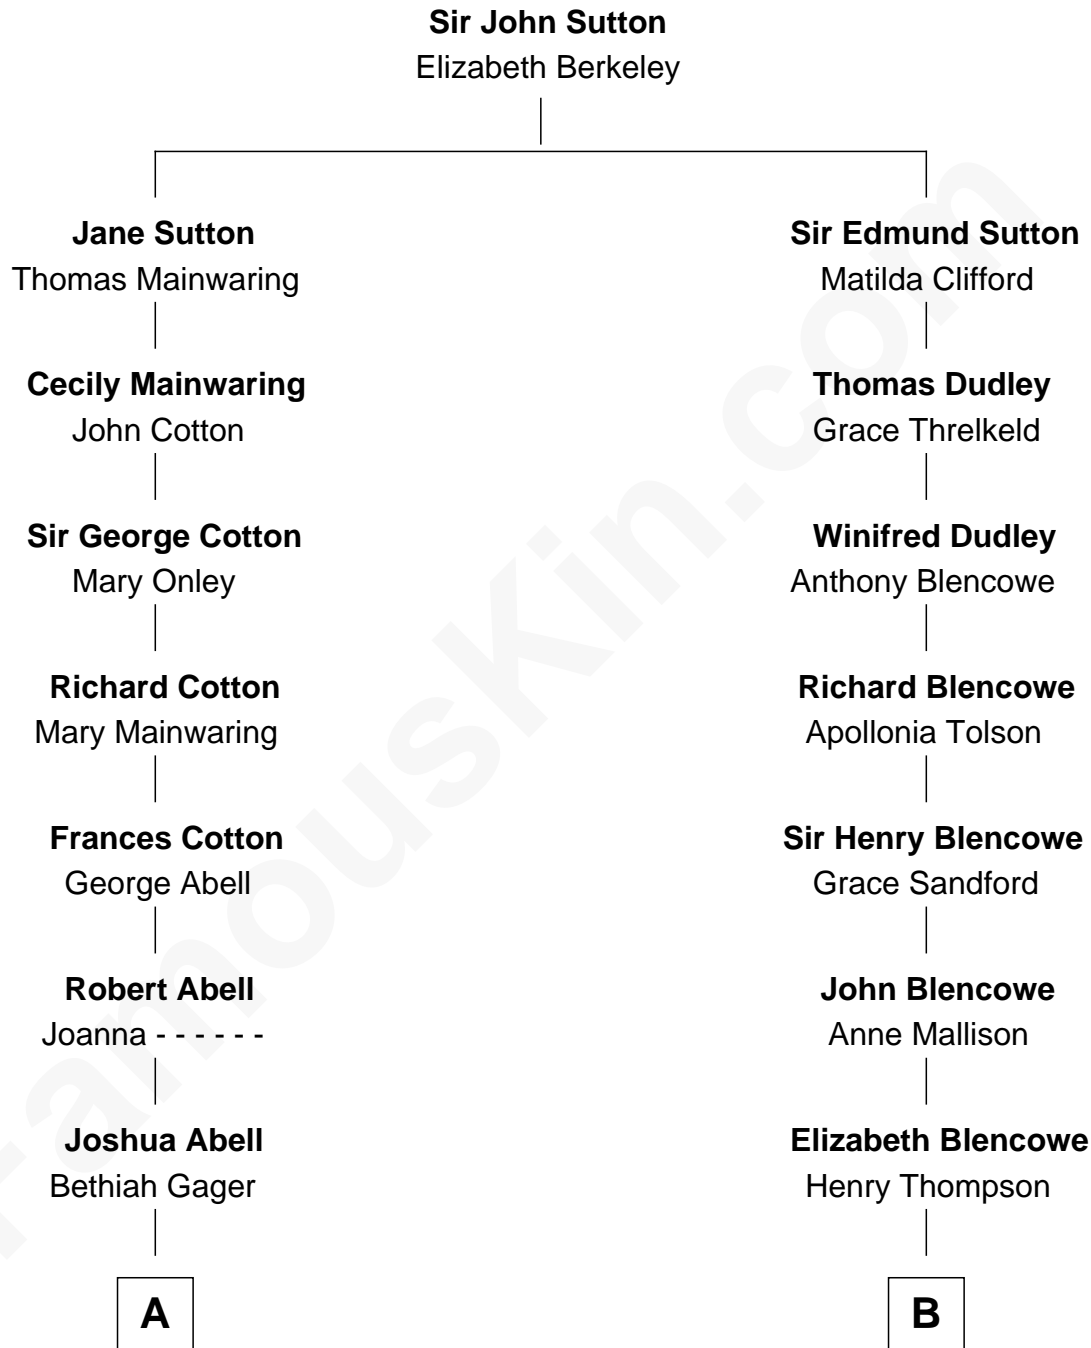 Sir John Sutton
Elizabeth Berkeley
Jane Sutton
Thomas Mainwaring
Cecily Mainwaring
John Cotton
Sir George Cotton
Mary Onley
Richard Cotton
Mary Mainwaring
Frances Cotton
George Abell
Robert Abell
Joanna - - - - - -
Joshua Abell
Bethiah Gager
A
Sir Edmund Sutton
Matilda Clifford
Thomas Dudley
Grace Threlkeld
Winifred Dudley
Anthony Blencowe
Richard Blencowe
Apollonia Tolson
Sir Henry Blencowe
Grace Sandford
John Blencowe
Anne Mallison
Elizabeth Blencowe
Henry Thompson
B
FamousKin.com